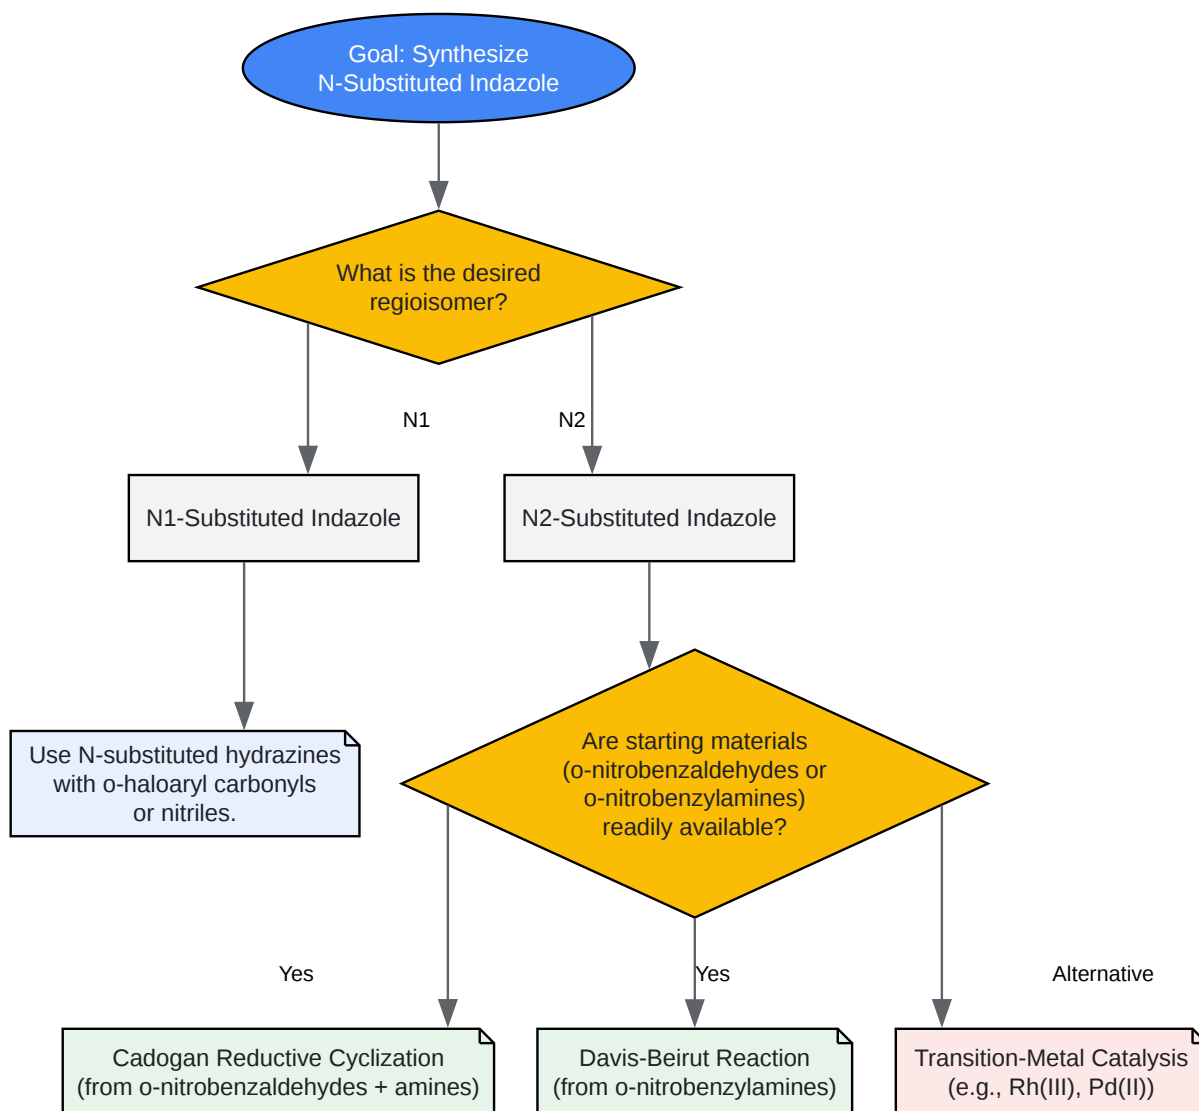 Goal: Synthesize
N-Substituted Indazole
What is the desired
regioisomer?
N1
N2
N1-Substituted Indazole
N2-Substituted Indazole
Use N-substituted hydrazines
with o-haloaryl carbonyls
or nitriles.
Are starting materials
(o-nitrobenzaldehydes or
o-nitrobenzylamines)
readily available?
Yes
Yes
Alternative
Cadogan Reductive Cyclization
(from o-nitrobenzaldehydes + amines)
Davis-Beirut Reaction
(from o-nitrobenzylamines)
Transition-Metal Catalysis
(e.g., Rh(III), Pd(II))